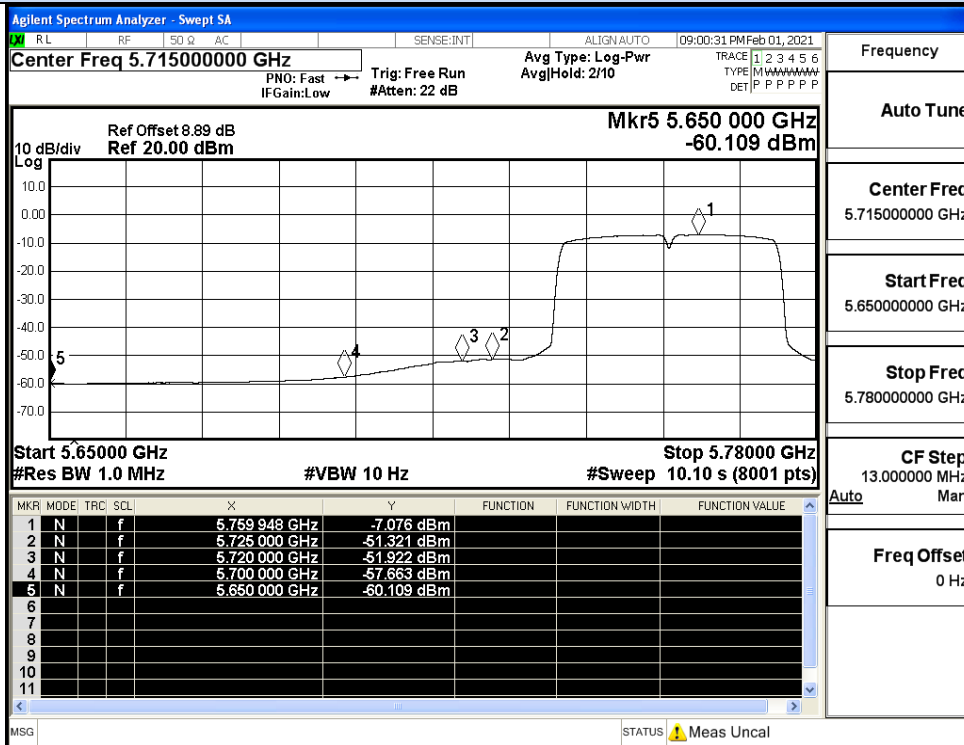 Agilent Spectrum Analyzer - Swept SA
LXI RL RF 50 Ω AC SENSE:INT ALIGN AUTO 09:00:31 PM Feb 01, 2021
Center Freq 5.715000000 GHz
PNO: Fast
IFGain:Low
Trig: Free Run
#Atten: 22 dB
Avg Type: Log-Pwr
Avg|Hold: 2/10
TRACE 1 2 3 4 5 6
TYPE M W W W W W
DET P P P P P P
Mkr5 5.650 000 GHz
-60.109 dBm
Ref Offset 8.89 dB
10 dB/div Ref 20.00 dBm
Log
10.0
0.00
-10.0
-20.0
-30.0
-40.0
-50.0
-60.0
-70.0
1
2
3
4
5
Start 5.65000 GHz Stop 5.78000 GHz
#Res BW 1.0 MHz #VBW 10 Hz #Sweep 10.10 s (8001 pts)
MKR MODE TRC SCL X Y FUNCTION FUNCTION WIDTH FUNCTION VALUE
1 N f 5.759 948 GHz -7.076 dBm
2 N f 5.725 000 GHz -51.321 dBm
3 N f 5.720 000 GHz -51.922 dBm
4 N f 5.700 000 GHz -57.663 dBm
5 N f 5.650 000 GHz -60.109 dBm
6
7
8
9
10
11
MSG STATUS Meas Uncal
Frequency
Auto Tune
Center Freq
5.715000000 GHz
Start Freq
5.650000000 GHz
Stop Freq
5.780000000 GHz
CF Step
13.000000 MHz
Auto Man
Freq Offset
0 Hz